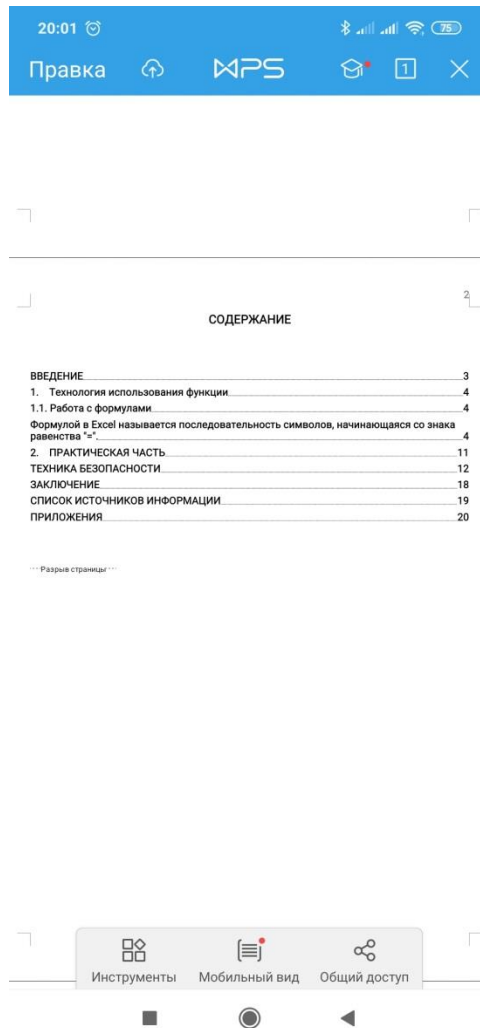 20:01
75
Правка
WPS
1
2
СОДЕРЖАНИЕ
ВВЕДЕНИЕ 3
1. Технология использования функции 4
1.1. Работа с формулами 4
Формулой в Excel называется последовательность символов, начинающаяся со знака
равенства "=". 4
2. ПРАКТИЧЕСКАЯ ЧАСТЬ 11
ТЕХНИКА БЕЗОПАСНОСТИ 12
ЗАКЛЮЧЕНИЕ 18
СПИСОК ИСТОЧНИКОВ ИНФОРМАЦИИ 19
ПРИЛОЖЕНИЯ 20
Разрыв страницы
Инструменты Мобильный вид Общий доступ